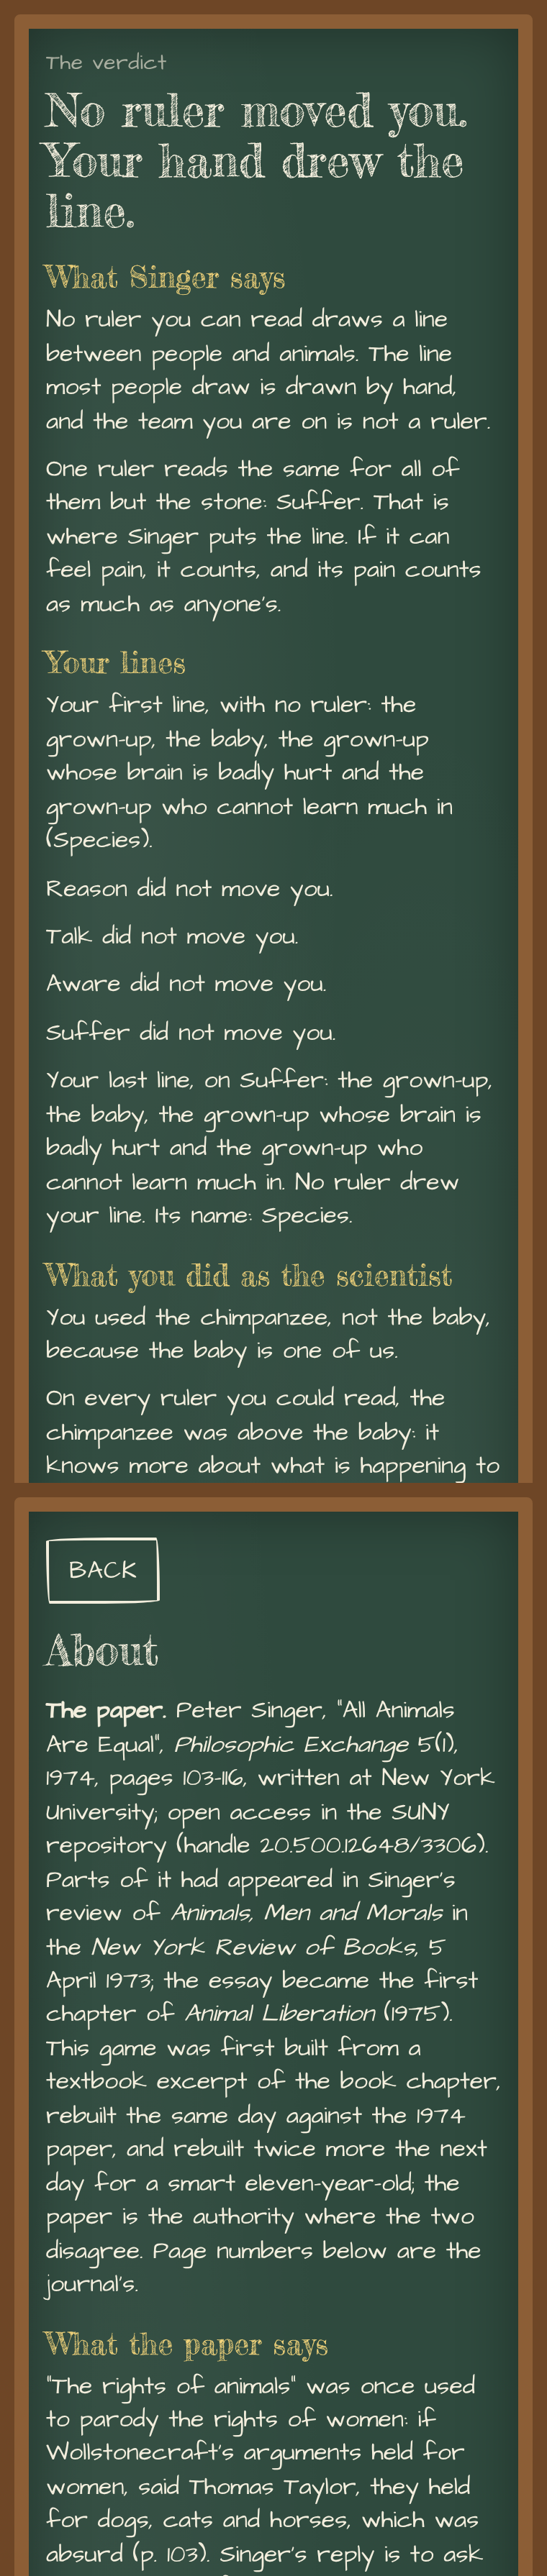 The verdict
No ruler moved you.
Your hand drew the
line.
What Singer says
No ruler you can read draws a line
between people and animals. The line
most people draw is drawn by hand,
and the team you are on is not a ruler.
One ruler reads the same for all of
them but the stone: Suffer. That is
where Singer puts the line. If it can
feel pain, it counts, and its pain counts
as much as anyone's.
Your lines
Your first line, with no ruler: the
grown-up, the baby, the grown-up
whose brain is badly hurt and the
grown-up who cannot learn much in
(Species).
Reason did not move you.
Talk did not move you.
Aware did not move you.
Suffer did not move you.
Your last line, on Suffer: the grown-up,
the baby, the grown-up whose brain is
badly hurt and the grown-up who
cannot learn much in. No ruler drew
your line. Its name: Species.
What you did as the scientist
You used the chimpanzee, not the baby,
because the baby is one of us.
On every ruler you could read, the
chimpanzee was above the baby: it
knows more about what is happening to
BACK
About
The paper. Peter Singer, "All Animals
Are Equal", Philosophic Exchange 5(1),
1974, pages 103-116, written at New York
University; open access in the SUNY
repository (handle 20.500.12648/3306).
Parts of it had appeared in Singer's
review of Animals, Men and Morals in
the New York Review of Books, 5
April 1973; the essay became the first
chapter of Animal Liberation (1975).
This game was first built from a
textbook excerpt of the book chapter,
rebuilt the same day against the 1974
paper, and rebuilt twice more the next
day for a smart eleven-year-old; the
paper is the authority where the two
disagree. Page numbers below are the
journal's.
What the paper says
"The rights of animals" was once used
to parody the rights of women: if
Wollstonecraft's arguments held for
women, said Thomas Taylor, they held
for dogs, cats and horses, which was
absurd (p. 103). Singer's reply is to ask